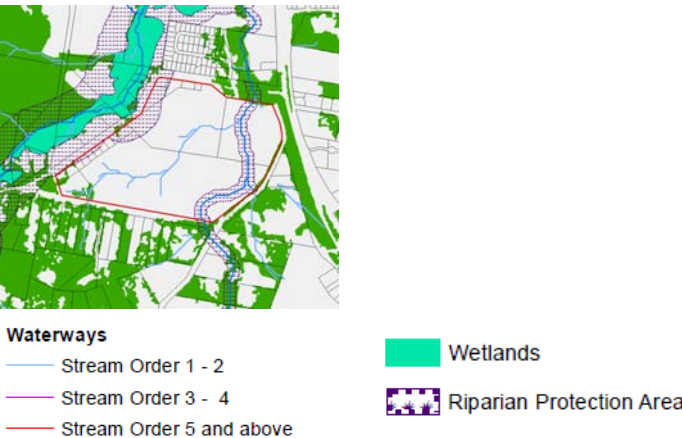 Waterways
Stream Order 1 - 2
Stream Order 3 - 4
Stream Order 5 and above
Wetlands
Riparian Protection Area